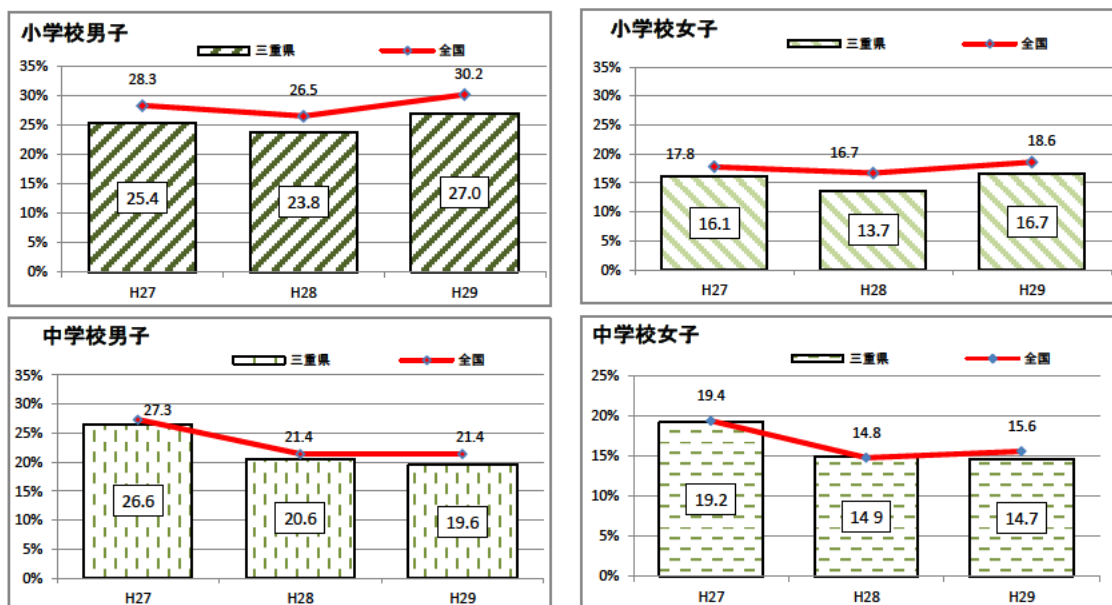 小学校男子
三重県 全国
35%
30%
25%
20%
15%
10%
5%
0%
28.3 26.5 30.2
25.4 23.8 27.0
H27 H28 H29
小学校女子
三重県 全国
35%
30%
25%
20%
15%
10%
5%
0%
17.8 16.7 18.6
16.1 13.7 16.7
H27 H28 H29
中学校男子
三重県 全国
35%
30%
25%
20%
15%
10%
5%
0%
27.3 21.4 21.4
26.6 20.6 19.6
H27 H28 H29
中学校女子
三重県 全国
25%
20%
15%
10%
5%
0%
19.4 14.8 15.6
19.2 14 9 14.7
H27 H28 H29